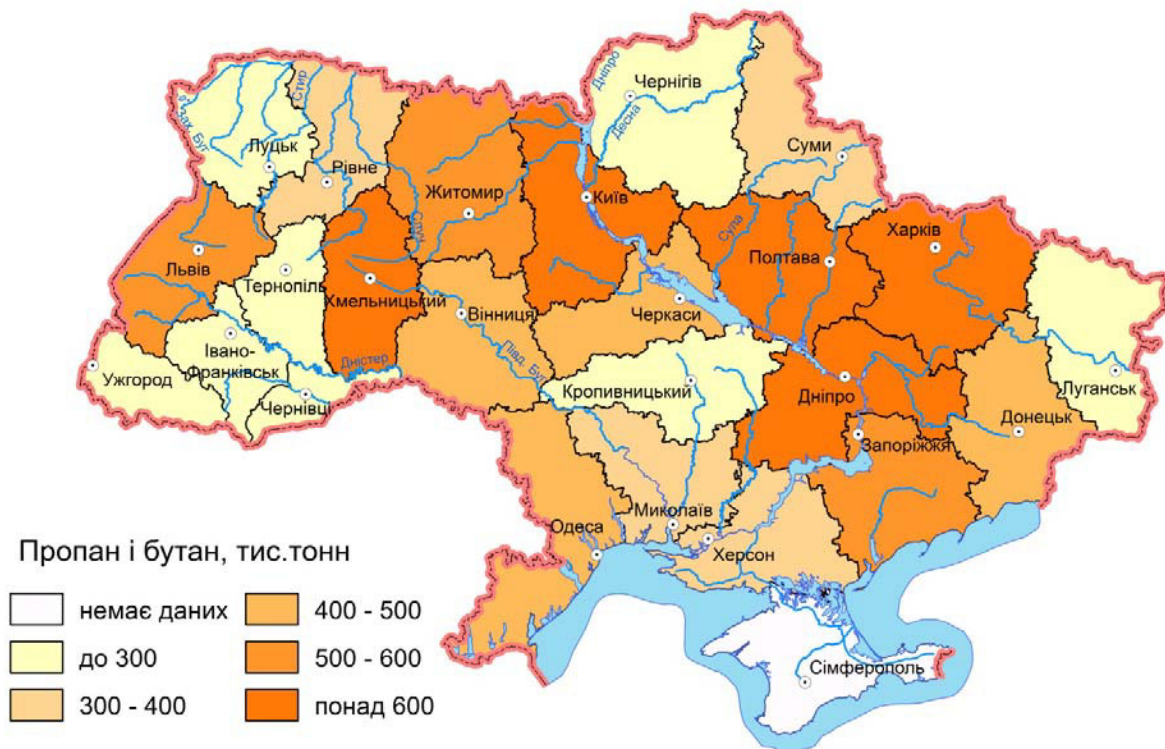 Дніпро
Чернігів
Десна
Стир
Зах. Буг
Луцьк
Рівне
Суми
Житомир
Київ
Случ
Сула
Харків
Львів
Полтава
Тернопіль
Хмельницький
Вінниця
Черкаси
Івано-
Франківськ
Дністер
Півд. Буг
Ужгород
Чернівці
Кропивницький
Дніпро
Луганськ
Донецьк
Запоріжжя
Миколаїв
Одеса
Херсон
Сімферополь
Пропан і бутан, тис.тонн
немає даних
400 - 500
до 300
500 - 600
300 - 400
понад 600